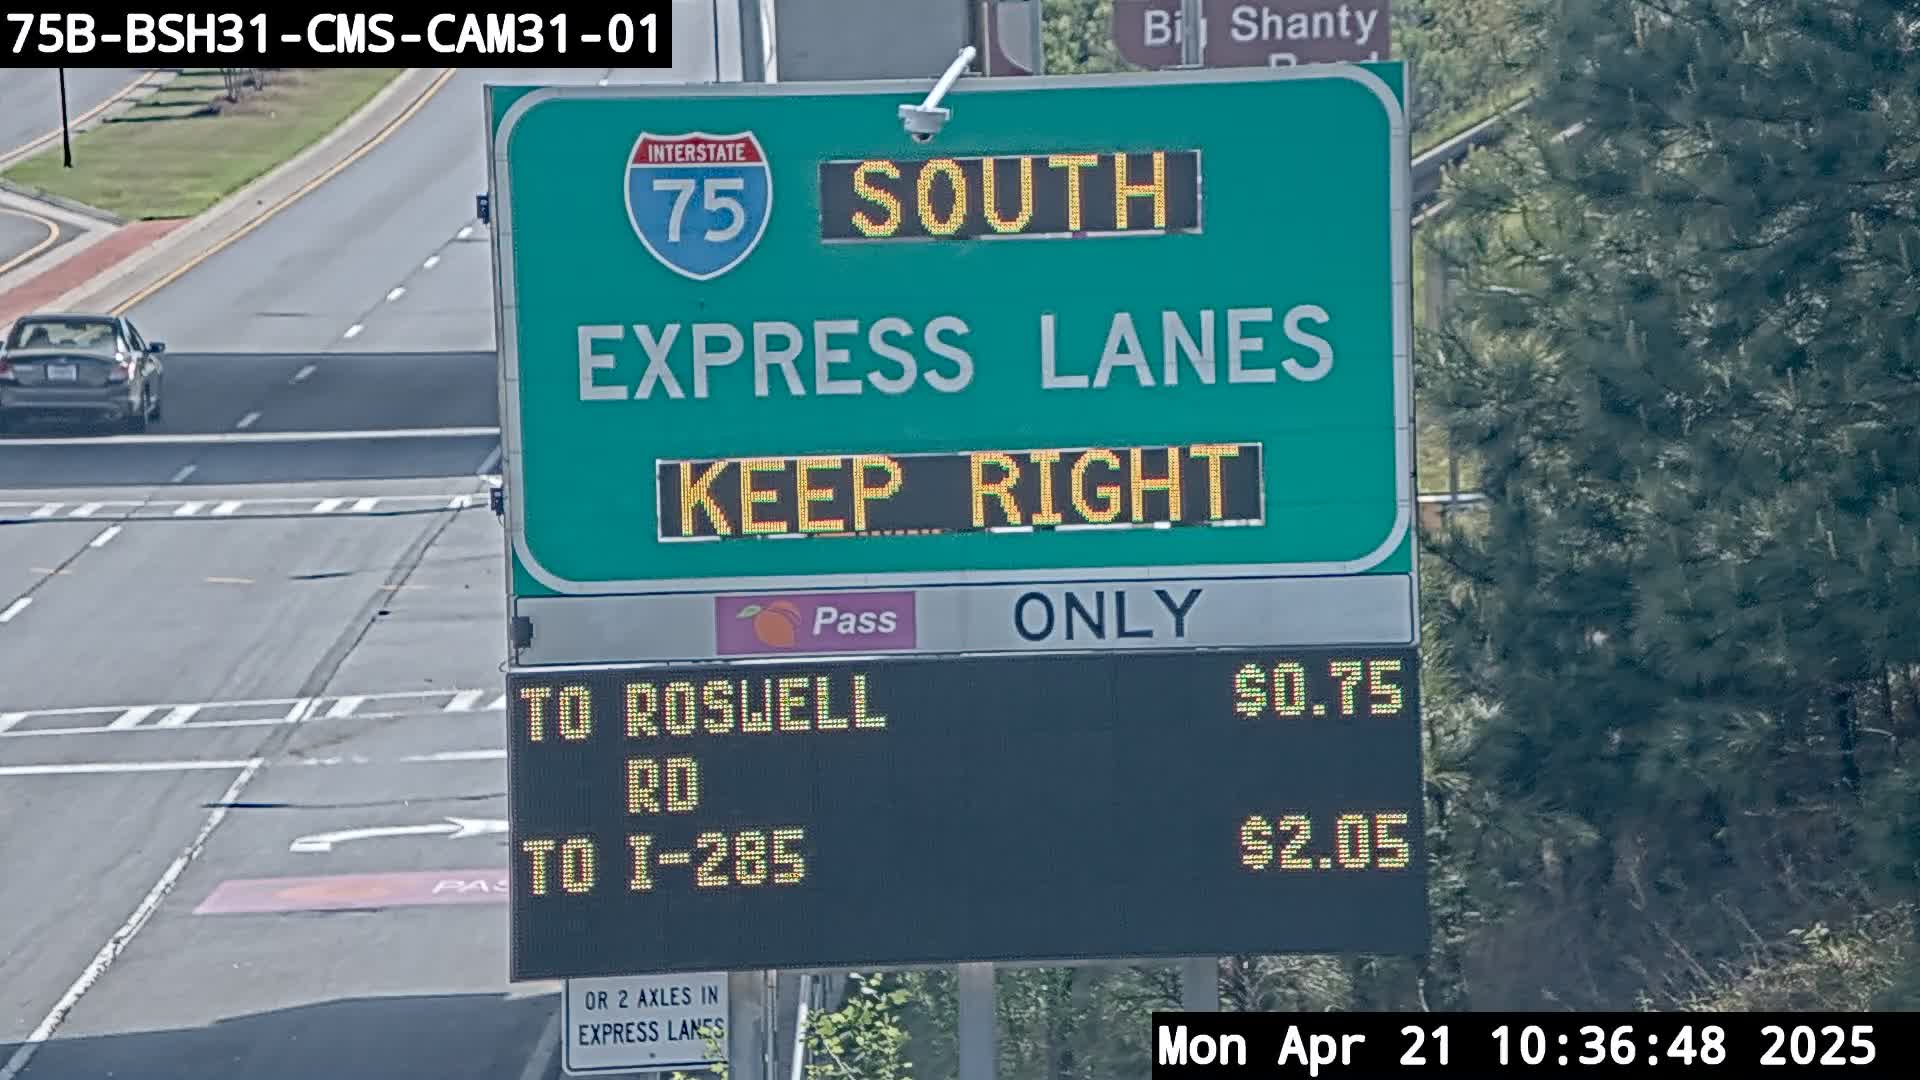 75B-BSH31-CMS-CAM31-01
Big Shanty
Road
INTERSTATE
75
SOUTH
EXPRESS LANES
KEEP RIGHT
Pass ONLY
TO ROSWELL $0.75
RD
TO I-285 $2.05
PAS
OR 2 AXLES IN
EXPRESS LANES
Mon Apr 21 10:36:48 2025